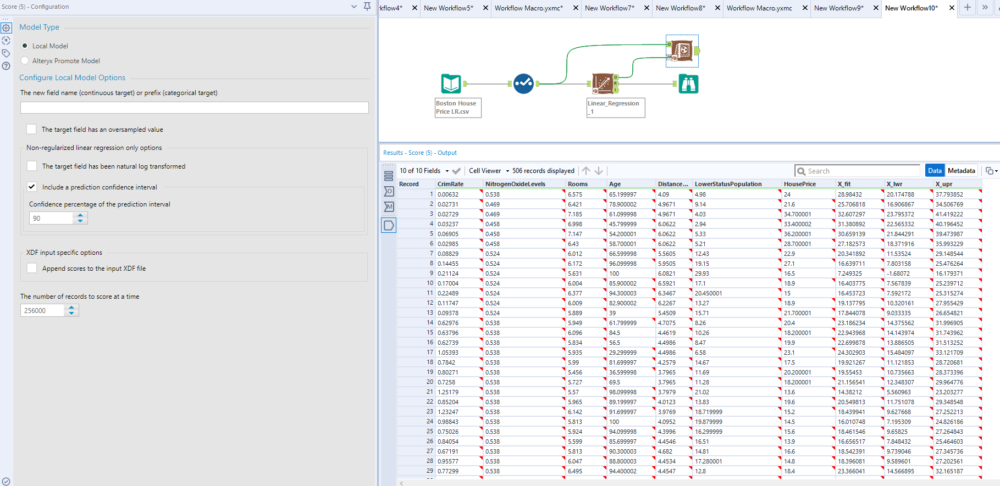 Score (5) - Configuration
Model Type
Local Model
Alteryx Promote Model
Configure Local Model Options
The new field name (continuous target) or prefix (categorical target)
The target field has an oversampled value
Non-regularized linear regression only options
The target field has been natural log transformed
Include a prediction confidence interval
Confidence percentage of the prediction interval
90
XDF input specific options
Append scores to the input XDF file
The number of records to score at a time
256000
rkflow4* New Workflow5* Workflow Macro.yxmc* New Workflow7* New Workflow8* Workflow Macro.yxmc New Workflow9* New Workflow10*
D
M
O
R
I
Boston House
Price LR.csv
Linear_Regression
_1
Results - Score (5) - Output
10 of 10 Fields Cell Viewer 506 records displayed Search Data Metadata
Record CrimRate NitrogenOxideLevels Rooms Age Distance... LowerStatusPopulation HousePrice X_fit X_lwr X_upr
1 0.00632 0.538 6.575 65.199997 4.09 4.98 24 28.98432 20.174788 37.793852
2 0.02731 0.469 6.421 78.900002 4.9671 9.14 21.6 25.706818 16.906867 34.506769
3 0.02729 0.469 7.185 61.099998 4.9671 4.03 34.700001 32.607297 23.795372 41.419222
4 0.03237 0.458 6.998 45.799999 6.0622 2.94 33.400002 31.380892 22.565332 40.196452
5 0.06905 0.458 7.147 54.200001 6.0622 5.33 36.200001 30.659139 21.844291 39.473987
6 0.02985 0.458 6.43 58.700001 6.0622 5.21 28.700001 27.182573 18.371916 35.993229
7 0.08829 0.524 6.012 66.599998 5.5605 12.43 22.9 20.341892 11.53524 29.148544
8 0.14455 0.524 6.172 96.099998 5.9505 19.15 27.1 16.639711 7.803158 25.476264
9 0.21124 0.524 5.631 100 6.0821 29.93 16.5 7.249325 -1.68072 16.179371
10 0.17004 0.524 6.004 85.900002 6.5921 17.1 18.9 16.403775 7.567839 25.239712
11 0.22489 0.524 6.377 94.300003 6.3467 20.450001 15 16.453723 7.592172 25.315274
12 0.11747 0.524 6.009 82.900002 6.2267 13.27 18.9 19.137795 10.320161 27.955429
13 0.09378 0.524 5.889 39 5.4509 15.71 21.700001 17.844078 9.033335 26.654821
14 0.62976 0.538 5.949 61.799999 4.7075 8.26 20.4 23.186234 14.375562 31.996905
15 0.63796 0.538 6.096 84.5 4.4619 10.26 18.200001 22.943968 14.143974 31.743962
16 0.62739 0.538 5.834 56.5 4.4986 8.47 19.9 22.699878 13.886505 31.513252
17 1.05393 0.538 5.935 29.299999 4.4986 6.58 23.1 24.302903 15.484097 33.121709
18 0.7842 0.538 5.99 81.699997 4.2579 14.67 17.5 19.921267 11.121853 28.720681
19 0.80271 0.538 5.456 36.599998 3.7965 11.69 20.200001 19.55453 10.735663 28.373396
20 0.7258 0.538 5.727 69.5 3.7965 11.28 18.200001 21.156541 12.348307 29.964776
21 1.25179 0.538 5.57 98.099998 3.7979 21.02 13.6 14.38212 5.560963 23.203277
22 0.85204 0.538 5.965 89.199997 4.0123 13.83 19.6 20.549813 11.751078 29.348548
23 1.23247 0.538 6.142 91.699997 3.9769 18.719999 15.2 18.439941 9.627668 27.252213
24 0.98843 0.538 5.813 100 4.0952 19.879999 14.5 16.010748 7.195309 24.826186
25 0.75026 0.538 5.924 94.099998 4.3996 16.299999 15.6 18.461546 9.65825 27.264843
26 0.84054 0.538 5.599 85.699997 4.4546 16.51 13.9 16.656517 7.848432 25.464603
27 0.67191 0.538 5.813 90.300003 4.682 14.81 16.6 18.542391 9.739046 27.345736
28 0.95577 0.538 6.047 88.800003 4.4534 17.280001 14.8 18.396081 9.589601 27.202561
29 0.77299 0.538 6.495 94.400002 4.4547 12.8 18.4 23.366041 14.566895 32.165187